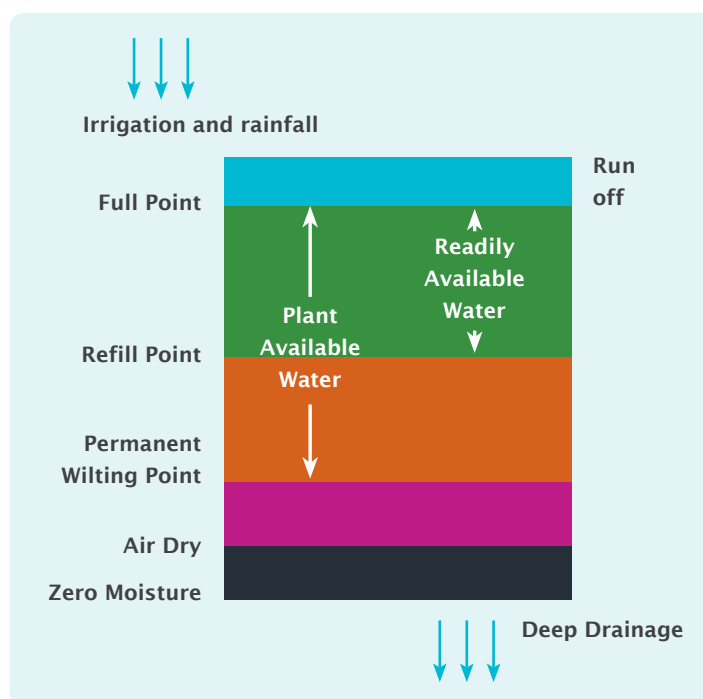 Irrigation and rainfall
Run
off
Full Point
Readily
Available
Water
Plant
Available
Water
Refill Point
Permanent
Wilting Point
Air Dry
Zero Moisture
Deep Drainage